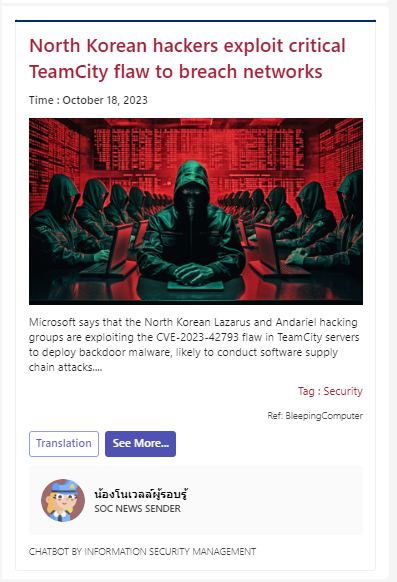 North Korean hackers exploit critical
TeamCity flaw to breach networks
Time : October 18, 2023
Microsoft says that the North Korean Lazarus and Andariel hacking
groups are exploiting the CVE-2023-42793 flaw in TeamCity servers
to deploy backdoor malware, likely to conduct software supply
chain attacks....
Tag : Security
Ref: BleepingComputer
Translation See More...
น้องโนเวลล์ผู้รอบรู้
SOC NEWS SENDER
CHATBOT BY INFORMATION SECURITY MANAGEMENT